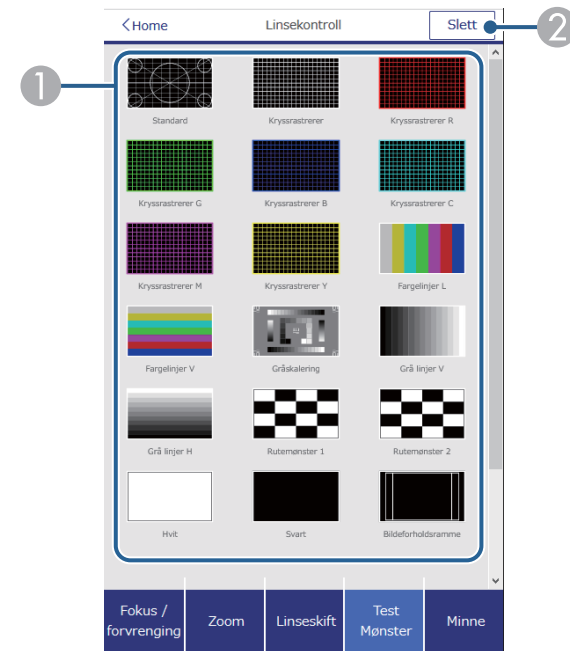 <Home
Linsekontroll
Slett
2
1
Standard
Kryssrastrerer
Kryssrastrerer R
Kryssrastrerer G
Kryssrastrerer B
Kryssrastrerer C
Kryssrastrerer M
Kryssrastrerer Y
Fargelinjer L
Fargelinjer V
Gråskalering
Grå linjer V
Grå linjer H
Rutemønster 1
Rutemønster 2
Hvit
Svart
Bildeforholdsramme
Fokus /
forvrenging
Zoom
Linseskift
Test
Mønster
Minne